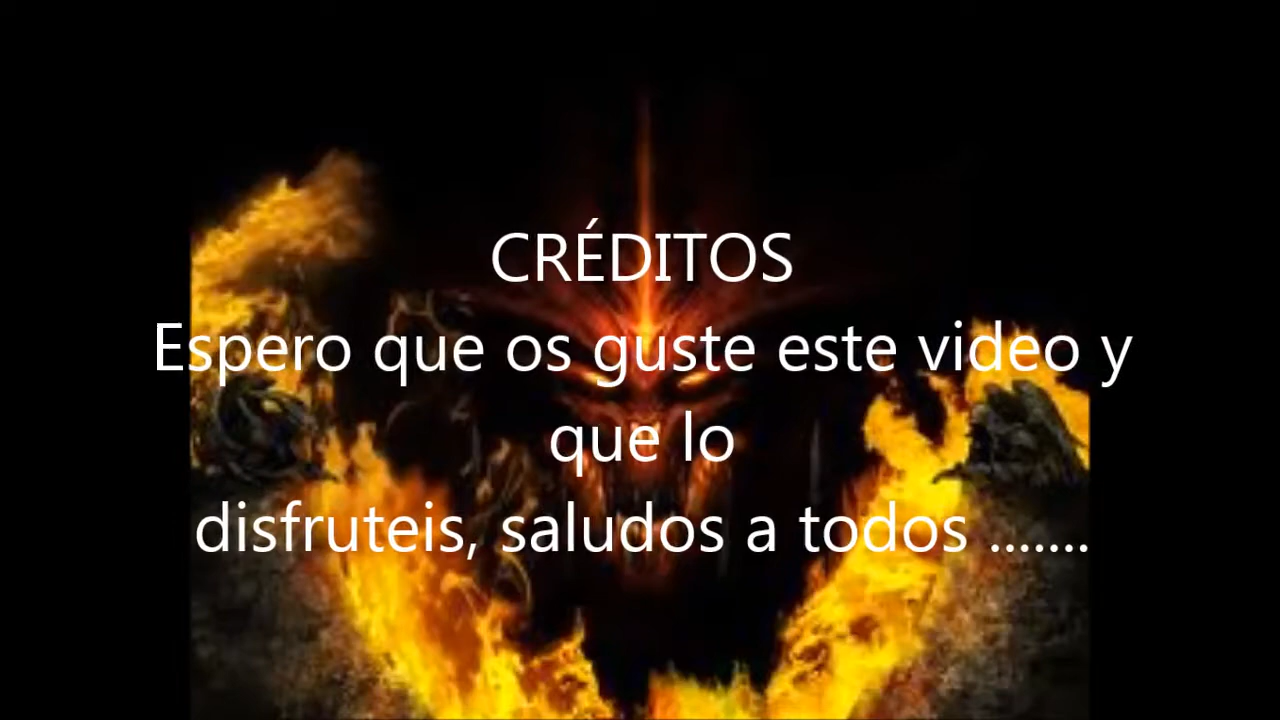 CRÉDITOS
Espero que os guste este video y
que lo
disfruteis, saludos a todos .......